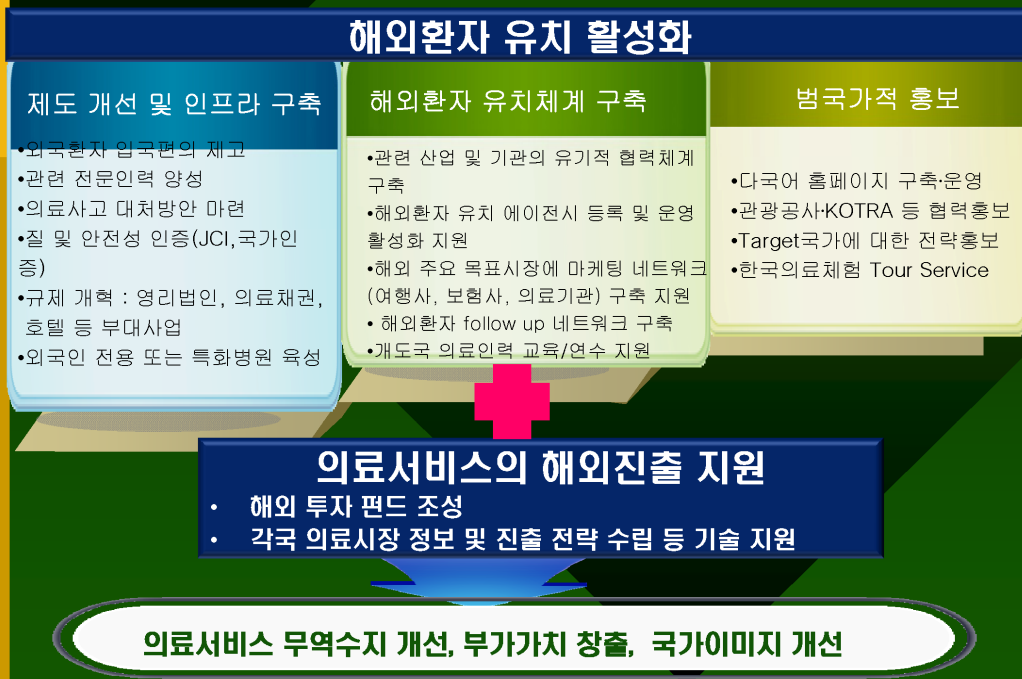 해외환자 유치 활성화
제도 개선 및 인프라 구축
•외국환자 입국편의 제고
•관련 전문인력 양성
•의료사고 대처방안 마련
•질 및 안전성 인증(JCI,국가인
증)
•규제 개혁 : 영리법인, 의료채권,
호텔 등 부대사업
•외국인 전용 또는 특화병원 육성
해외환자 유치체계 구축
•관련 산업 및 기관의 유기적 협력체계
구축
•해외환자 유치 에이전시 등록 및 운영
활성화 지원
•해외 주요 목표시장에 마케팅 네트워크
(여행사, 보험사, 의료기관) 구축 지원
• 해외환자 follow up 네트워크 구축
•개도국 의료인력 교육/연수 지원
범국가적 홍보
•다국어 홈페이지 구축·운영
•관광공사·KOTRA 등 협력홍보
•Target국가에 대한 전략홍보
•한국의료체험 Tour Service
의료서비스의 해외진출 지원
• 해외 투자 펀드 조성
• 각국 의료시장 정보 및 진출 전략 수립 등 기술 지원
의료서비스 무역수지 개선, 부가가치 창출, 국가이미지 개선